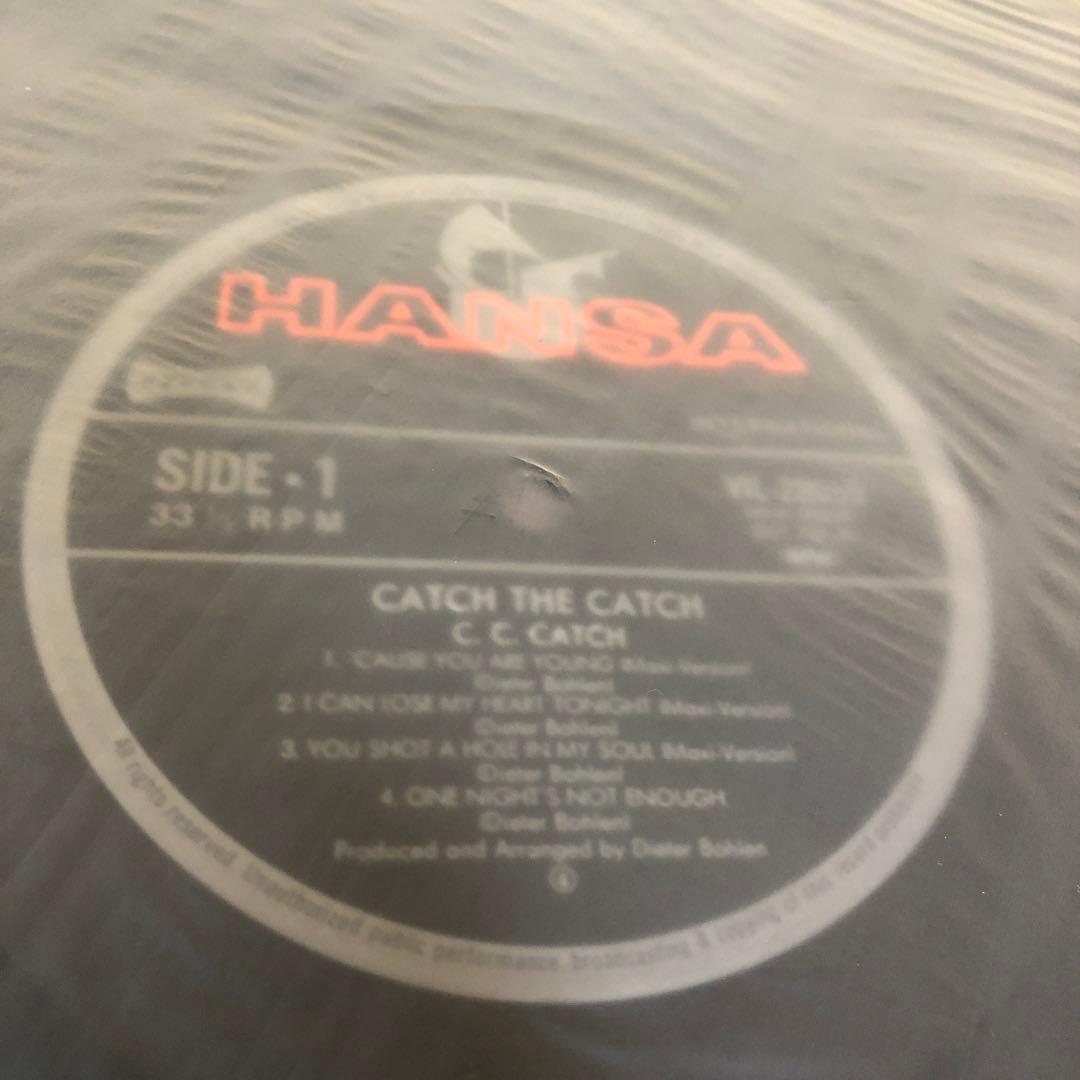 HANSA
INTERNATIONAL
SIDE · 1
33 ⅓ RPM
CATCH THE CATCH
C. C. CATCH
1. 'CAUSE YOU ARE YOUNG (Maxi-Version)
(Dieter Bohlen)
2. I CAN LOSE MY HEART TONIGHT (Maxi-Version)
(Dieter Bohlen)
3. YOU SHOT A HOLE IN MY SOUL (Maxi-Version)
(Dieter Bohlen)
4. ONE NIGHT'S NOT ENOUGH
(Dieter Bohlen)
Produced and Arranged by Dieter Bohlen
All rights reserved. Unauthorized public performance, broadcasting & copying of this record prohibited